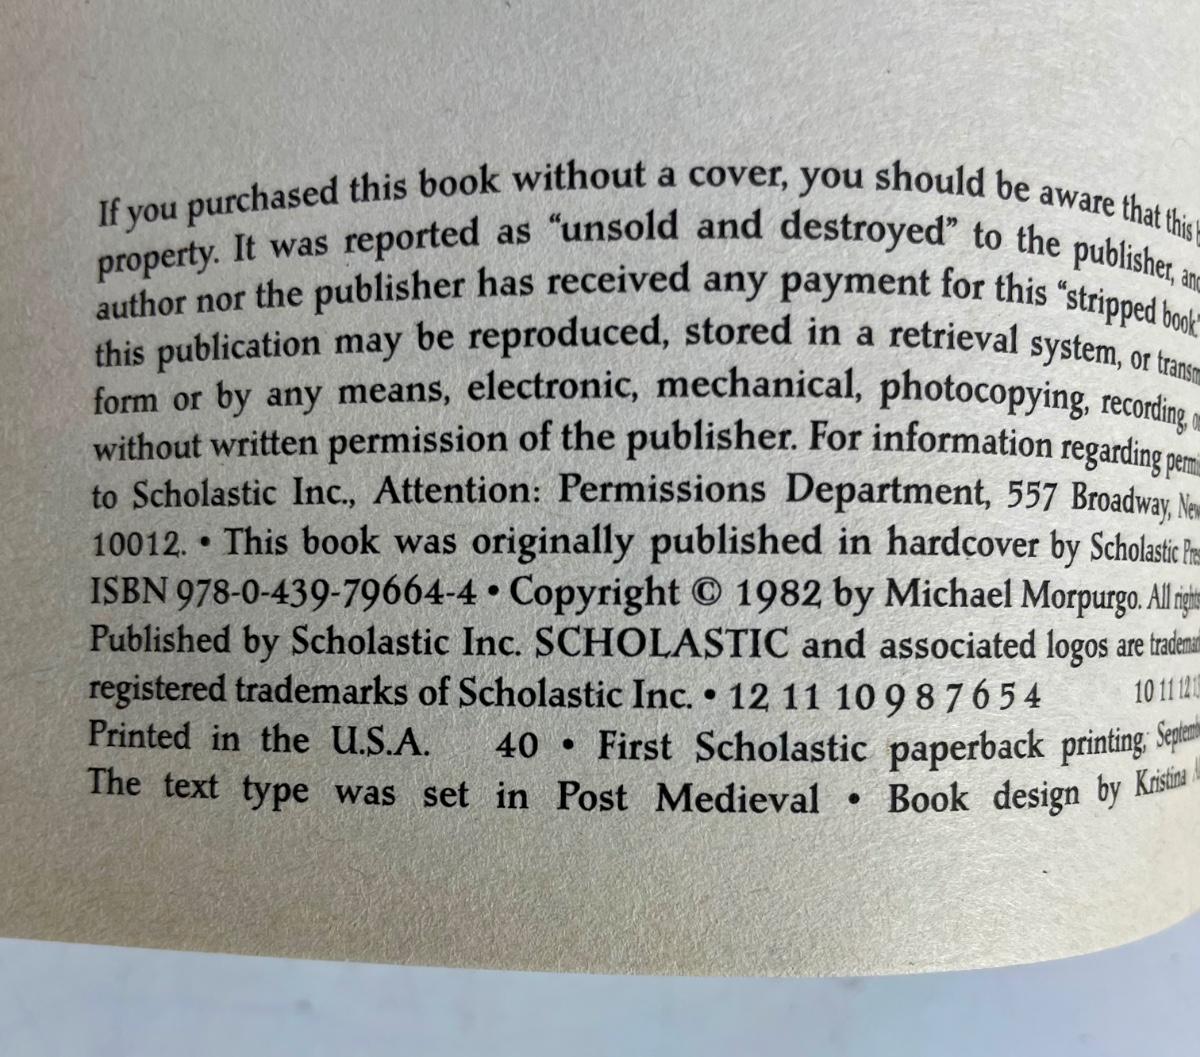 If you purchased this book without a cover, you should be aware that this
property. It was reported as “unsold and destroyed” to the publisher,
author nor the publisher has received any payment for this “stripped book
this publication may be reproduced, stored in a retrieval system, or
form or by any means, electronic, mechanical, photocopying, recording,
without written permission of the publisher. For information regarding
to Scholastic Inc., Attention: Permissions Department, 557 Broadway, New
10012. • This book was originally published in hardcover by Scholastic
ISBN 978-0-439-79664-4 • Copyright © 1982 by Michael Morpurgo. All
Published by Scholastic Inc. SCHOLASTIC and associated logos are
registered trademarks of Scholastic Inc. • 12 11 10 9 8 7 6 5 4 10 11 12
Printed in the U.S.A. 40 • First Scholastic paperback printing,
The text type was set in Post Medieval • Book design by Kristina